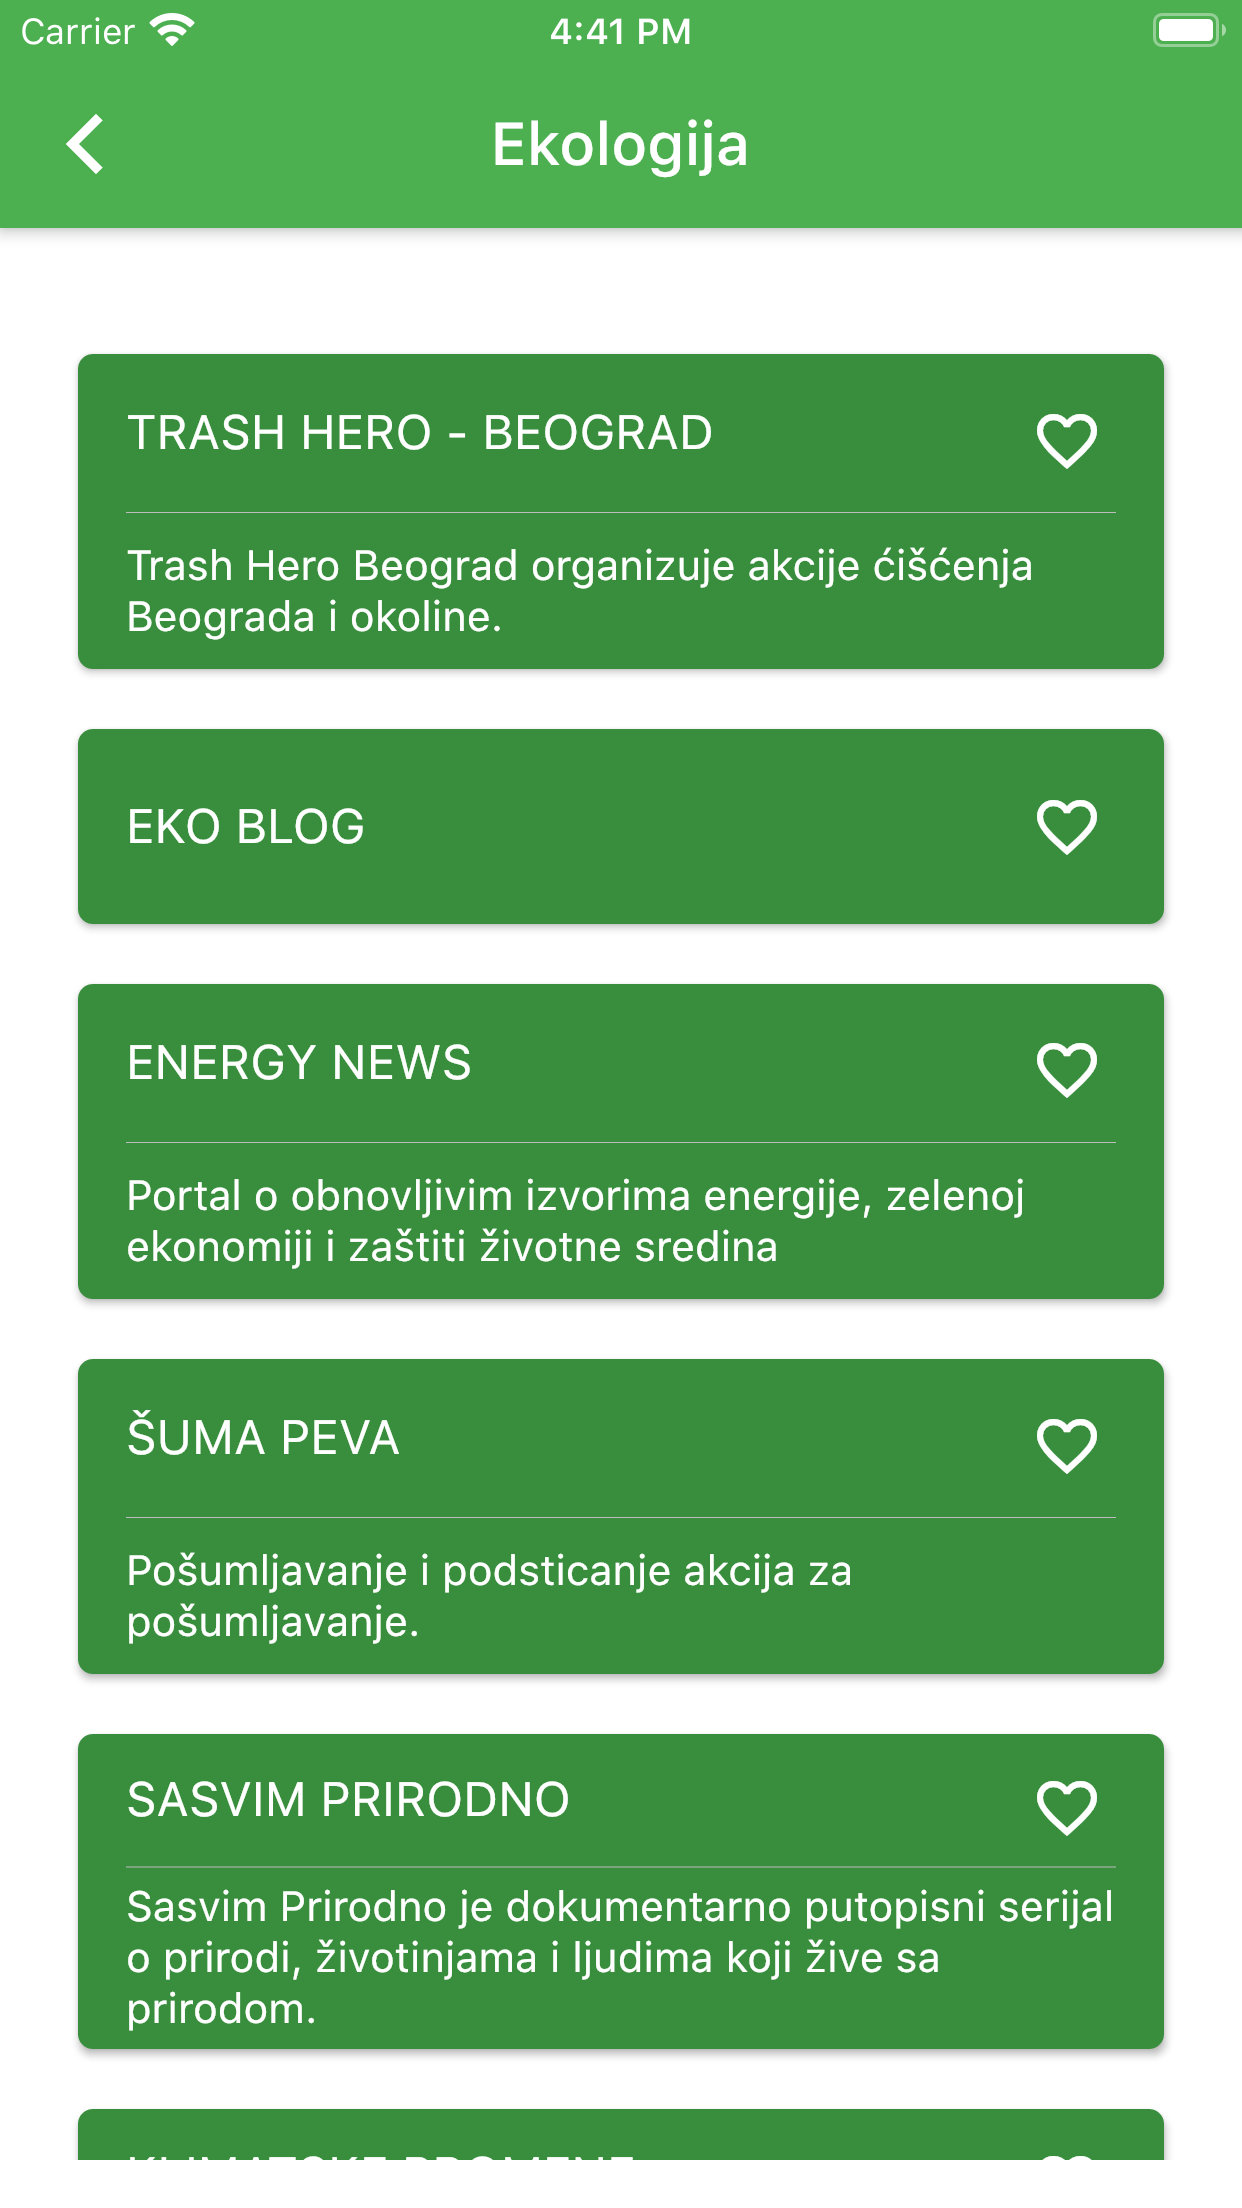 Carrier
4:41 PM
Ekologija
TRASH HERO - BEOGRAD
Trash Hero Beograd organizuje akcije ćišćenja
Beograda i okoline.
EKO BLOG
ENERGY NEWS
Portal o obnovljivim izvorima energije, zelenoj
ekonomiji i zaštiti životne sredina
ŠUMA PEVA
Pošumljavanje i podsticanje akcija za
pošumljavanje.
SASVIM PRIRODNO
Sasvim Prirodno je dokumentarno putopisni serijal
o prirodi, životinjama i ljudima koji žive sa
prirodom.